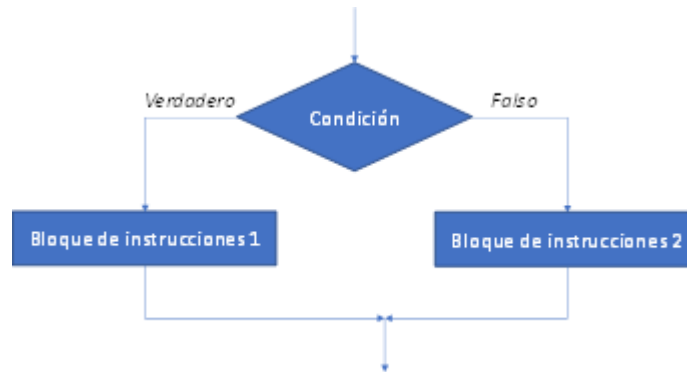 Verdadero
Falso
Condición
Bloque de instrucciones 1
Bloque de instrucciones 2